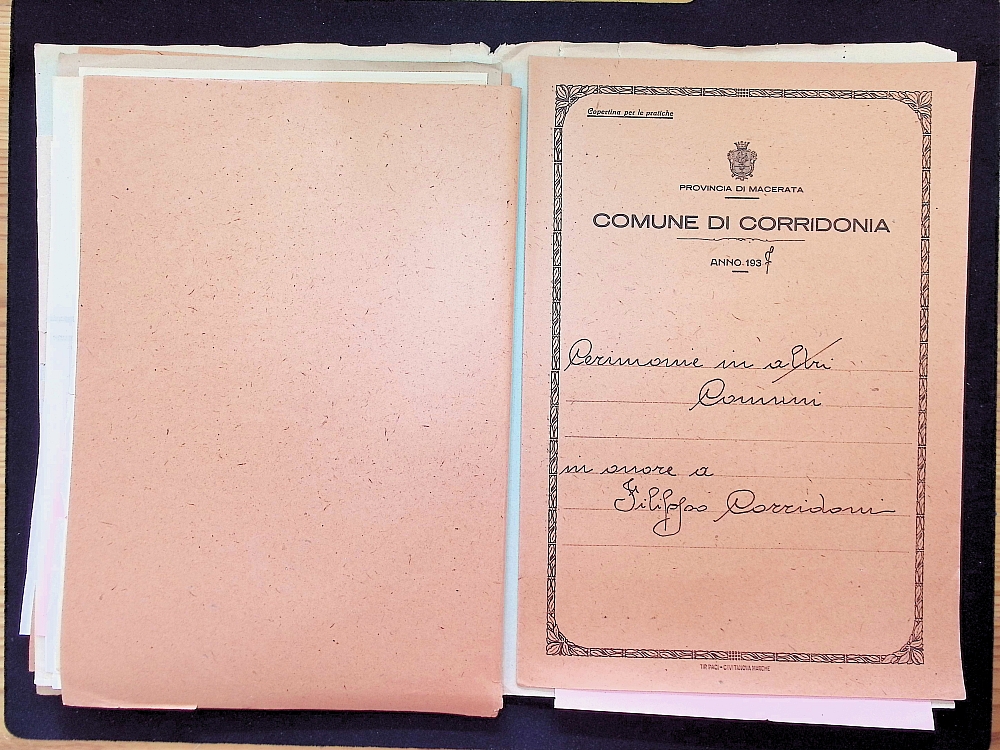 Copertina per le pratiche
PROVINCIA DI MACERATA
COMUNE DI CORRIDONIA
ANNO 1937
Cerimonie in altri
Comuni
in onore a
Filippo Corridoni
TIP. PACI - CIVITANOVA MARCHE